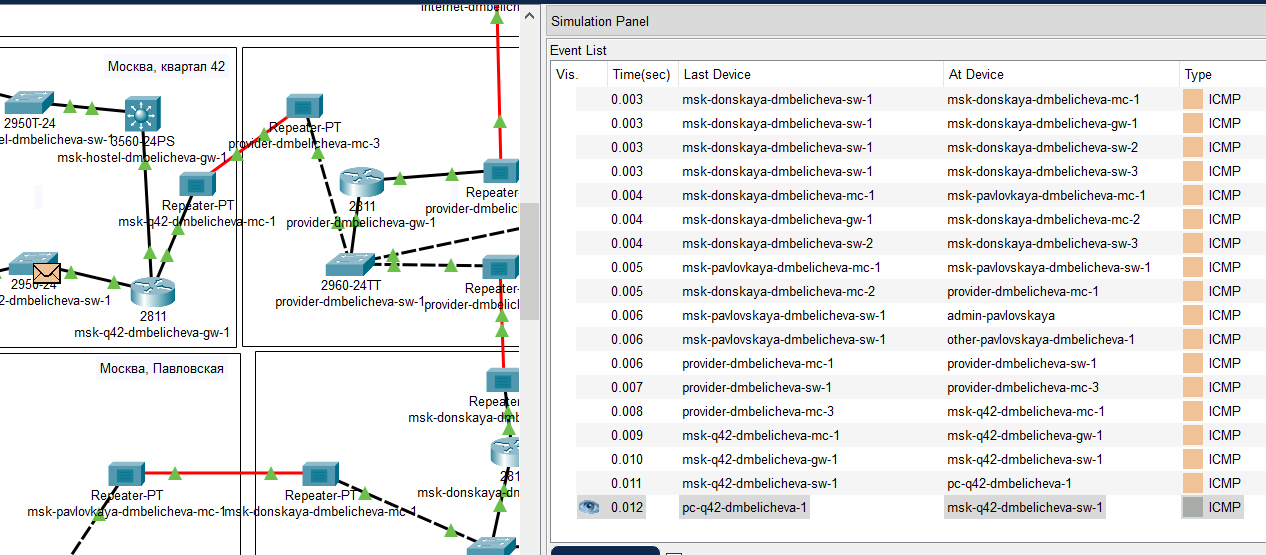 internet-dmbelich
Москва, квартал 42
2950T-24
el-dmbelicheva-sw-1
3560-24PS
msk-hostel-dmbelicheva-gw-1
Repeater-PT
provider-dmbelicheva-mc-3
Repeater-PT
msk-q42-dmbelicheva-mc-1
2811
provider-dmbelicheva-gw-1
Repeater-
provider-dmbelic
2950-24
2-dmbelicheva-sw-1
2811
msk-q42-dmbelicheva-gw-1
2960-24TT
provider-dmbelicheva-sw-1
Repeater-
provider-dmbelic
Москва, Павловская
Repeater
msk-donskaya-dmb
281
msk-donskaya-dm
Repeater-PT
msk-pavlovkaya-dmbelicheva-mc-1
Repeater-PT
msk-donskaya-dmbelicheva-mc-1
Simulation Panel
Event List
Vis. Time(sec) Last Device At Device Type
0.003 msk-donskaya-dmbelicheva-sw-1 msk-donskaya-dmbelicheva-mc-1 ICMP
0.003 msk-donskaya-dmbelicheva-sw-1 msk-donskaya-dmbelicheva-gw-1 ICMP
0.003 msk-donskaya-dmbelicheva-sw-1 msk-donskaya-dmbelicheva-sw-2 ICMP
0.003 msk-donskaya-dmbelicheva-sw-1 msk-donskaya-dmbelicheva-sw-3 ICMP
0.004 msk-donskaya-dmbelicheva-mc-1 msk-pavlovkaya-dmbelicheva-mc-1 ICMP
0.004 msk-donskaya-dmbelicheva-gw-1 msk-donskaya-dmbelicheva-mc-2 ICMP
0.004 msk-donskaya-dmbelicheva-sw-2 msk-donskaya-dmbelicheva-sw-3 ICMP
0.005 msk-pavlovkaya-dmbelicheva-mc-1 msk-pavlovskaya-dmbelicheva-sw-1 ICMP
0.005 msk-donskaya-dmbelicheva-mc-2 provider-dmbelicheva-mc-1 ICMP
0.006 msk-pavlovskaya-dmbelicheva-sw-1 admin-pavlovskaya ICMP
0.006 msk-pavlovskaya-dmbelicheva-sw-1 other-pavlovskaya-dmbelicheva-1 ICMP
0.006 provider-dmbelicheva-mc-1 provider-dmbelicheva-sw-1 ICMP
0.007 provider-dmbelicheva-sw-1 provider-dmbelicheva-mc-3 ICMP
0.008 provider-dmbelicheva-mc-3 msk-q42-dmbelicheva-mc-1 ICMP
0.009 msk-q42-dmbelicheva-mc-1 msk-q42-dmbelicheva-gw-1 ICMP
0.010 msk-q42-dmbelicheva-gw-1 msk-q42-dmbelicheva-sw-1 ICMP
0.011 msk-q42-dmbelicheva-sw-1 pc-q42-dmbelicheva-1 ICMP
0.012 pc-q42-dmbelicheva-1 msk-q42-dmbelicheva-sw-1 ICMP